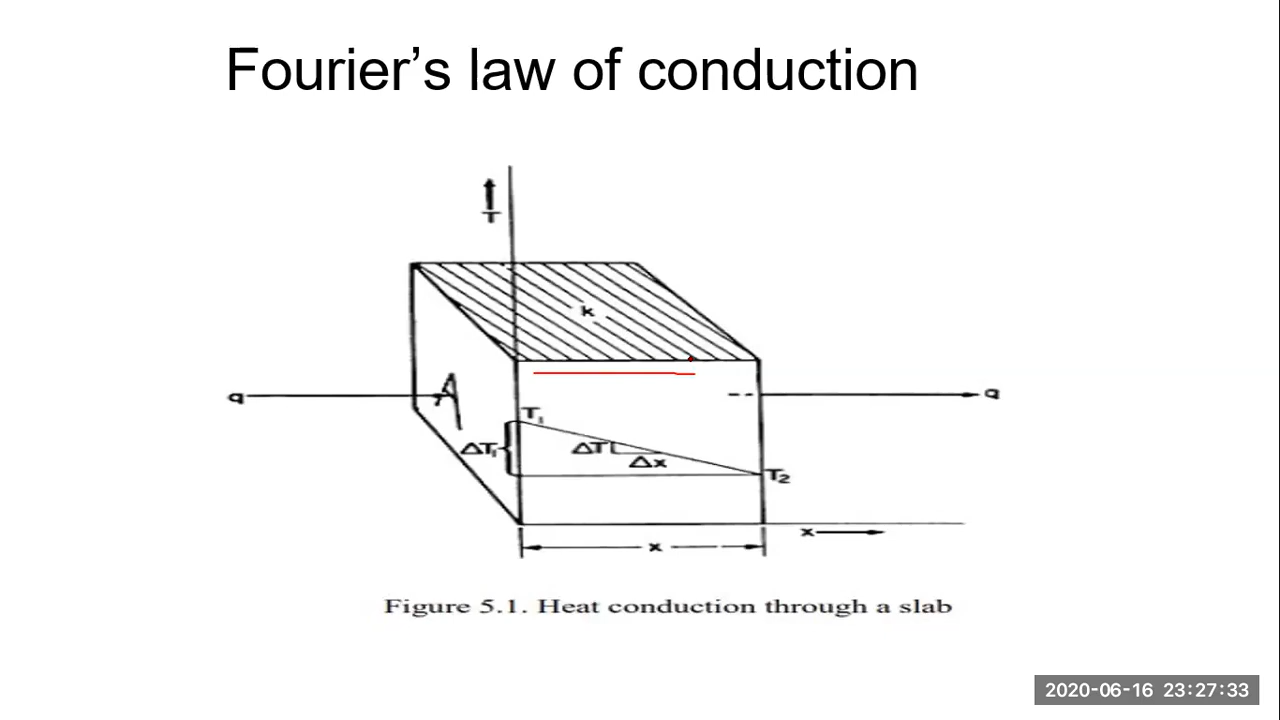 Fourier's law of conduction
T
k
q
A
q
T₁
ΔT₁
ΔT
Δx
T₂
x
x
Figure 5.1. Heat conduction through a slab
2020-06-16 23:27:33